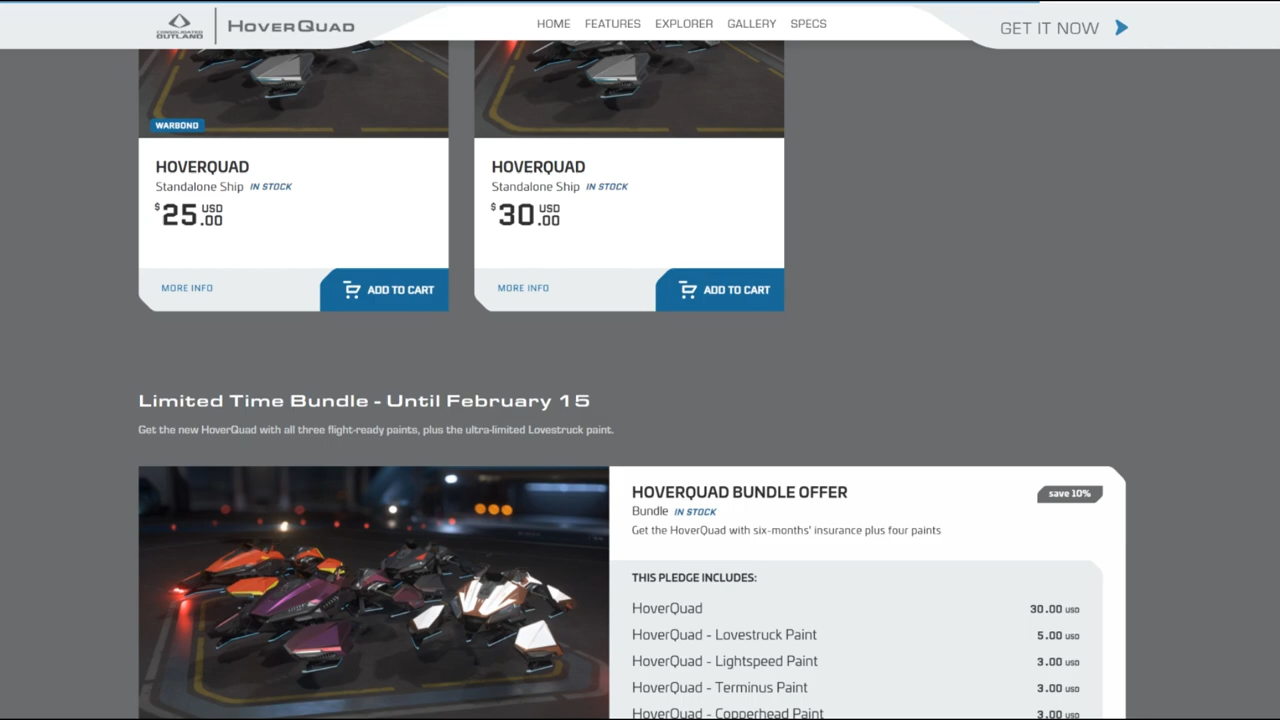 CONSOLIDATED
OUTLAND
HOVERQUAD
HOME FEATURES EXPLORER GALLERY SPECS
GET IT NOW
WARBOND
HOVERQUAD
Standalone Ship IN STOCK
$25 USD .00
MORE INFO
ADD TO CART
HOVERQUAD
Standalone Ship IN STOCK
$30 USD .00
MORE INFO
ADD TO CART
Limited Time Bundle - Until February 15
Get the new HoverQuad with all three flight-ready paints, plus the ultra-limited Lovestruck paint.
HOVERQUAD BUNDLE OFFER
save 10%
Bundle IN STOCK
Get the HoverQuad with six-months' insurance plus four paints
THIS PLEDGE INCLUDES:
HoverQuad 30.00 USD
HoverQuad - Lovestruck Paint 5.00 USD
HoverQuad - Lightspeed Paint 3.00 USD
HoverQuad - Terminus Paint 3.00 USD
HoverQuad - Copperhead Paint 3.00 USD